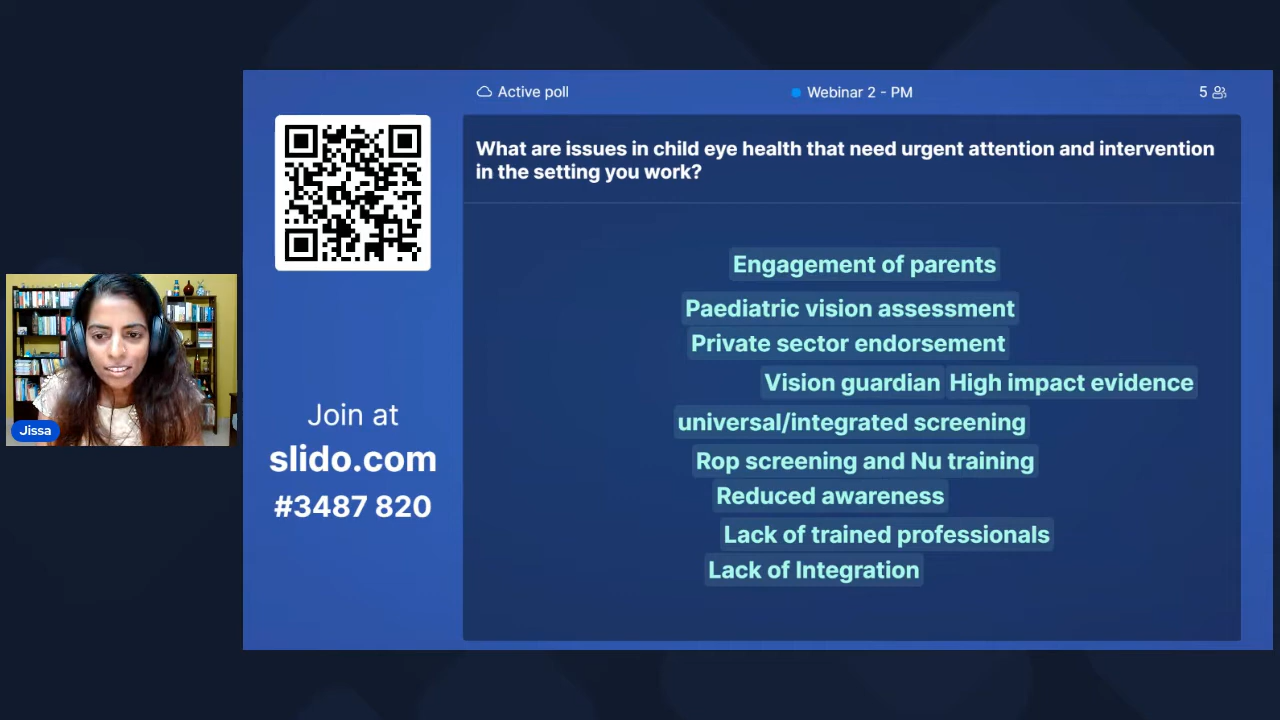 Active poll
Webinar 2 - PM
5
What are issues in child eye health that need urgent attention and intervention
in the setting you work?
Engagement of parents
Paediatric vision assessment
Private sector endorsement
Vision guardian High impact evidence
universal/integrated screening
Rop screening and Nu training
Reduced awareness
Lack of trained professionals
Lack of Integration
Join at
slido.com
#3487 820
Jissa